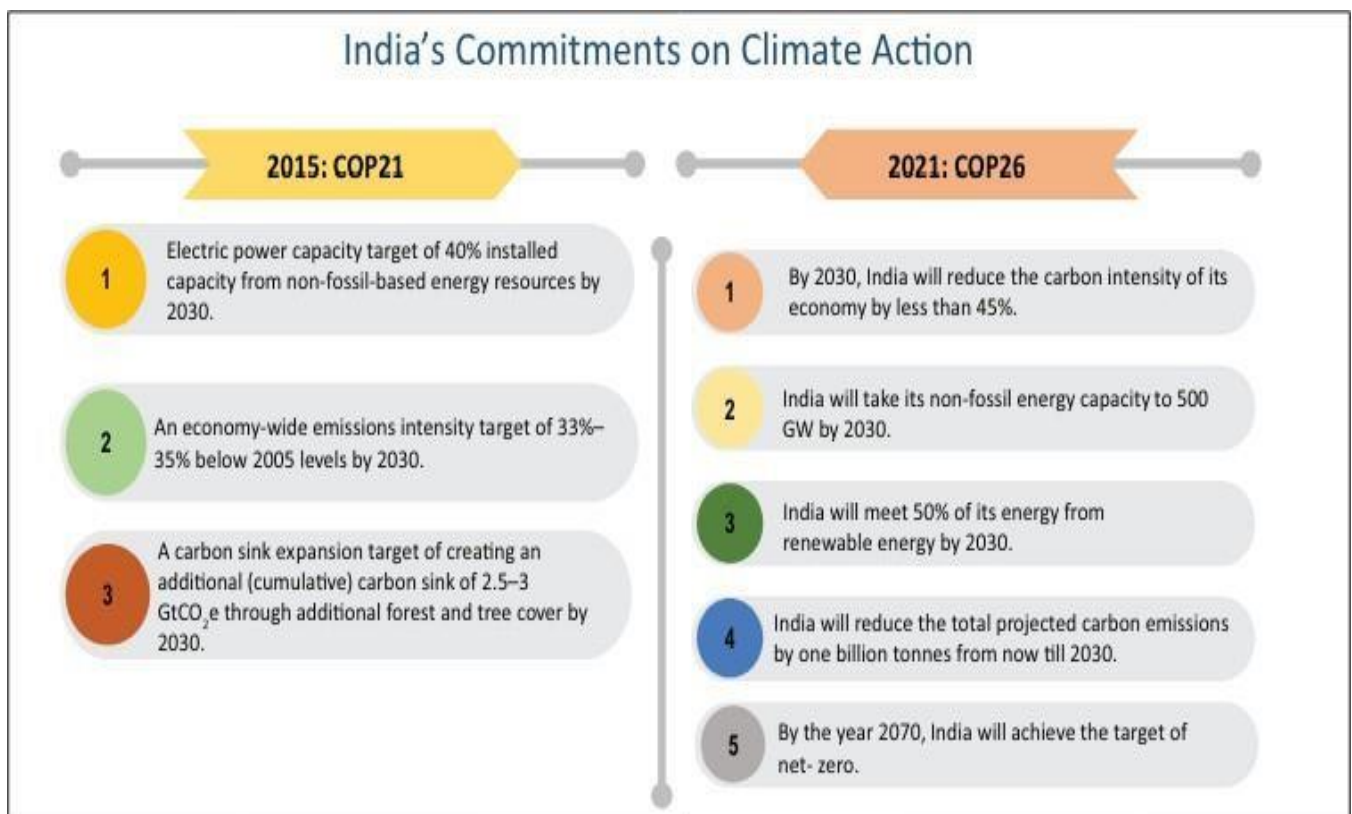 India's Commitments on Climate Action
2015: COP21
1
Electric power capacity target of 40% installed
capacity from non-fossil-based energy resources by
2030.
2
An economy-wide emissions intensity target of 33%–
35% below 2005 levels by 2030.
3
A carbon sink expansion target of creating an
additional (cumulative) carbon sink of 2.5–3
GtCO₂e through additional forest and tree cover by
2030.
2021: COP26
1
By 2030, India will reduce the carbon intensity of its
economy by less than 45%.
2
India will take its non-fossil energy capacity to 500
GW by 2030.
3
India will meet 50% of its energy from
renewable energy by 2030.
4
India will reduce the total projected carbon emissions
by one billion tonnes from now till 2030.
5
By the year 2070, India will achieve the target of
net- zero.